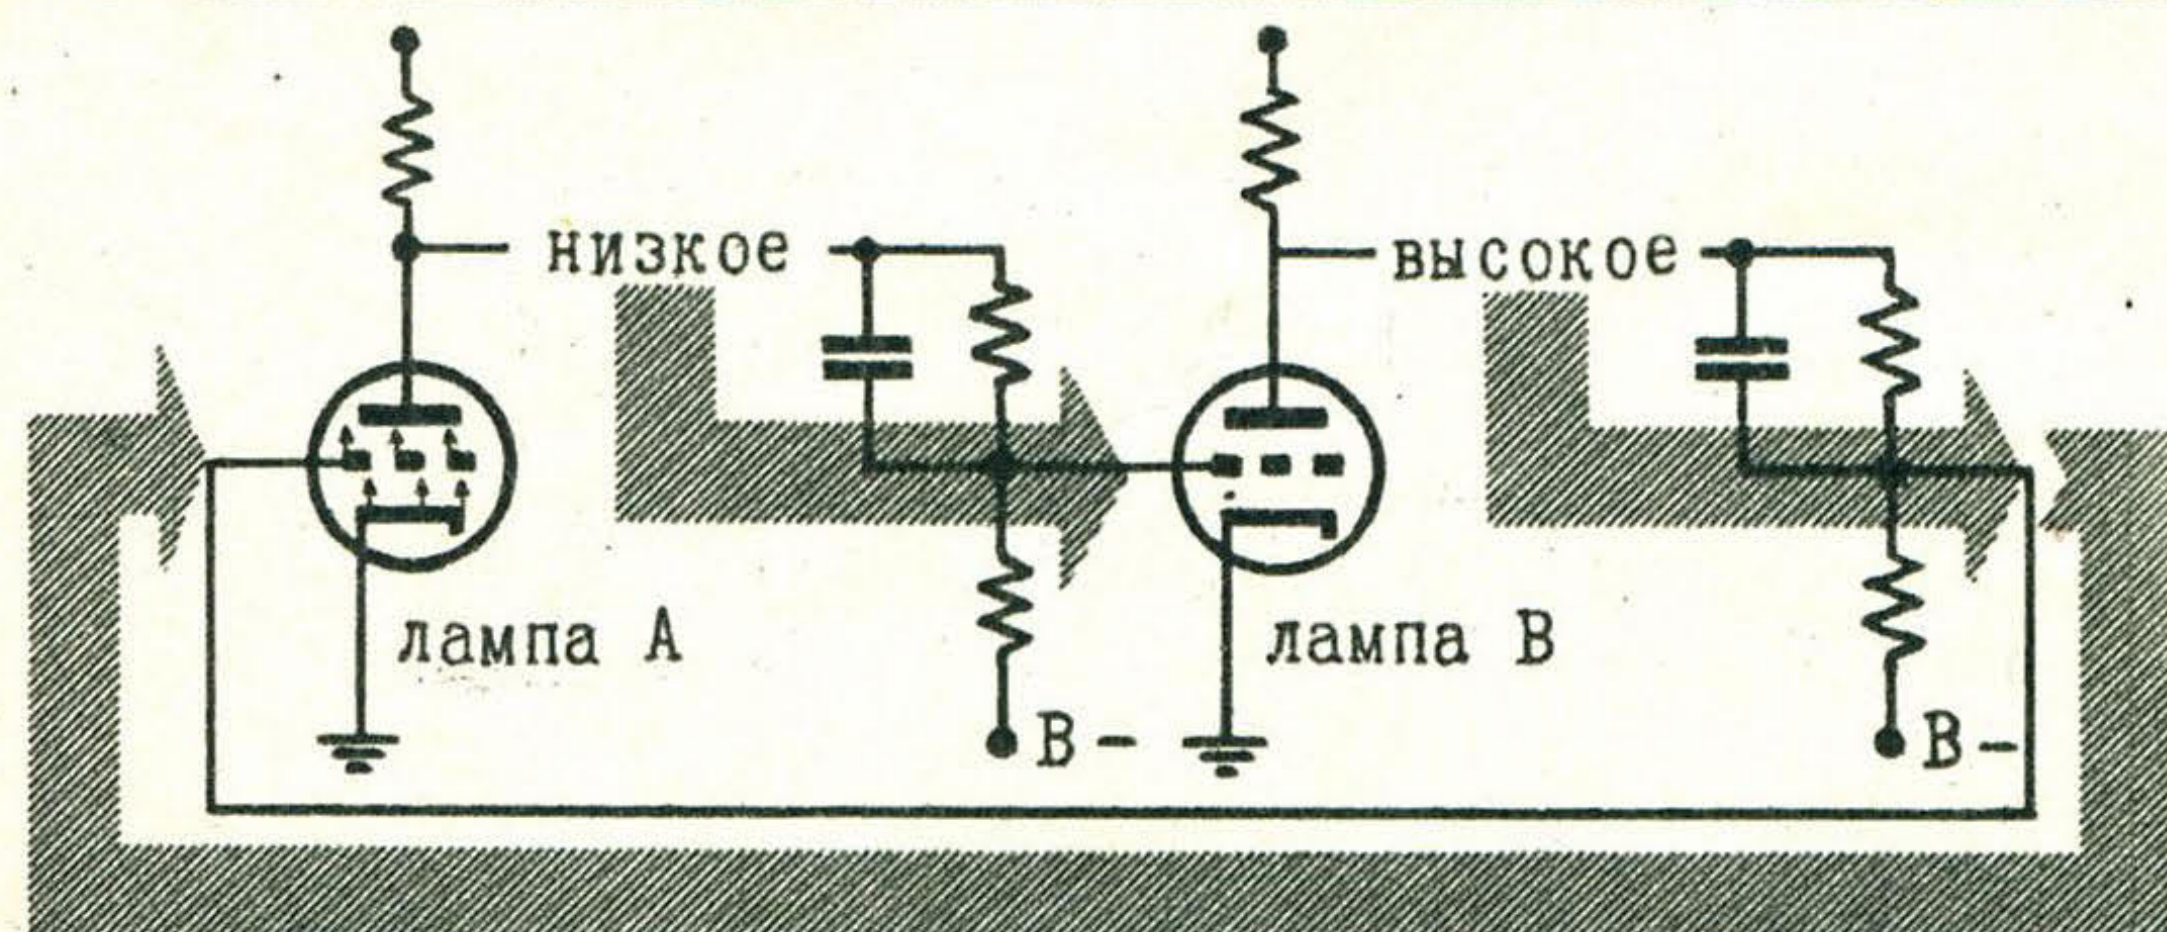 низкое
высокое
лампа А
лампа В
В-
В-